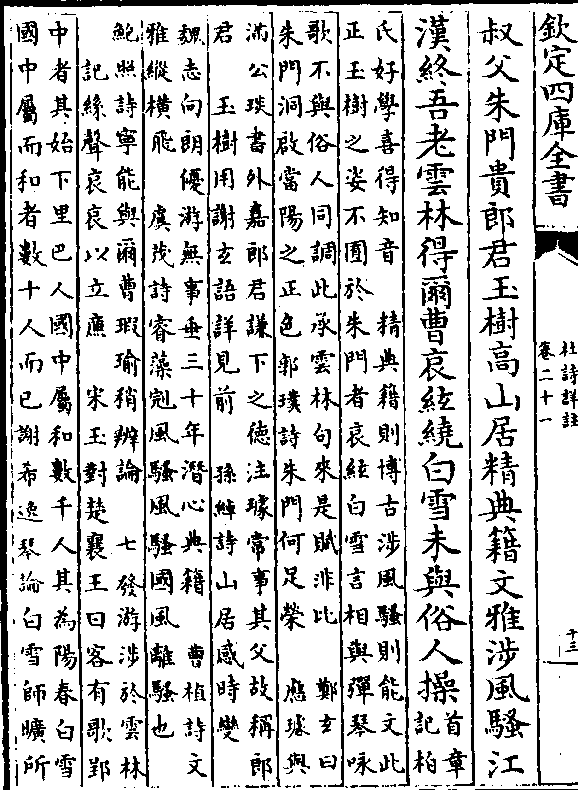 欽定四庫全書
杜詩詳註
卷二十一
十三
叔父朱門貴郎君玉樹高山居精典籍文雅涉風騷江
漢終吾老雲林得爾曹哀絃繞白雪未與俗人操
首章
記柏
氏好學喜得知音　精典籍則博古涉風騷則能文此
正玉樹之姿不囿於朱門者哀絃白雪言相與彈琴咏
歌不與俗人同調此承雲林句來是賦非比　鄭玄曰
朱門洞啟當陽之正色郭璞詩朱門何足榮　應璩與
滿公琰書外嘉郎君謙下之德注璩常事其父故稱郎
君　玉樹用謝玄語詳見前　孫綽詩山居感時變
魏志向朗優游無事垂三十年潛心典籍　曹植詩文
雅縱横飛　虞茂詩睿藻冠風騷風騷國風離騷也
鮑照詩寧能與爾曹瑕瑜稍辨論　七發游涉於雲林
記絲聲哀哀以立廉　宋玉對楚襄王曰客有歌郢
中者其始下里巴人國中屬和數千人其為陽春白雪
國中屬而和者數十人而已謝希逸琴論白雪師曠所